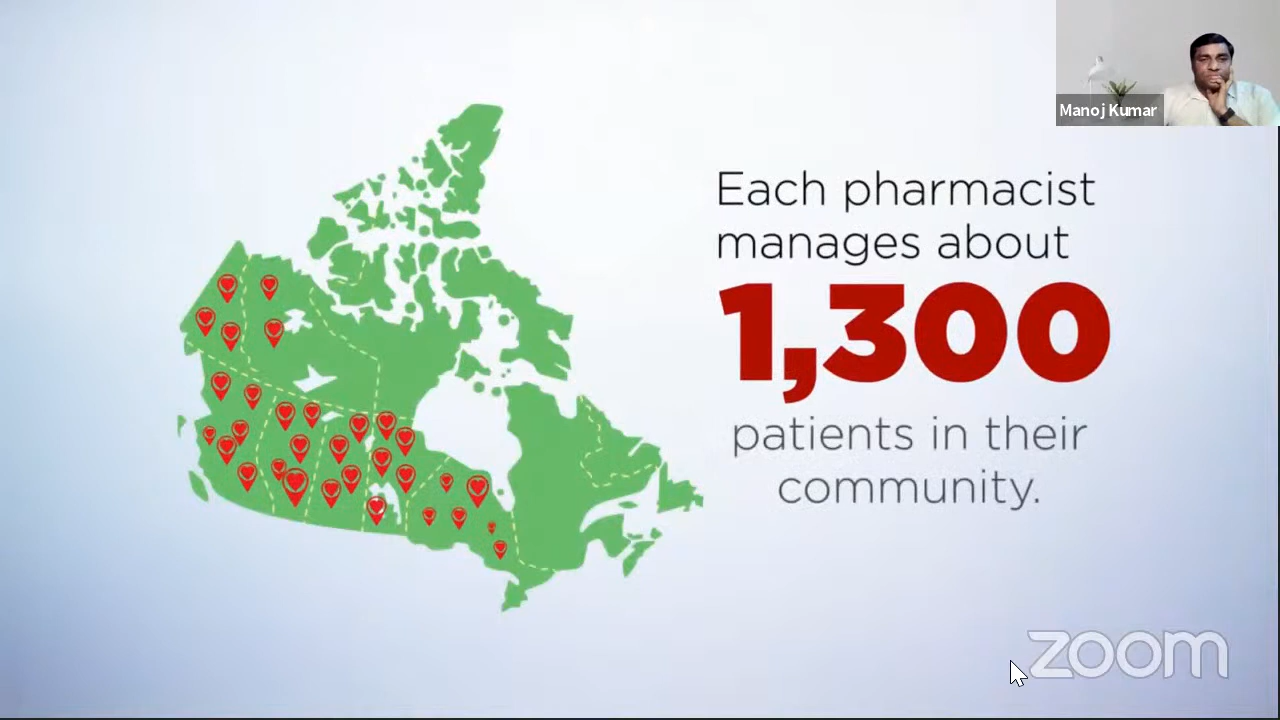 Manoj Kumar
Each pharmacist
manages about
1,300
patients in their
community.
zoom